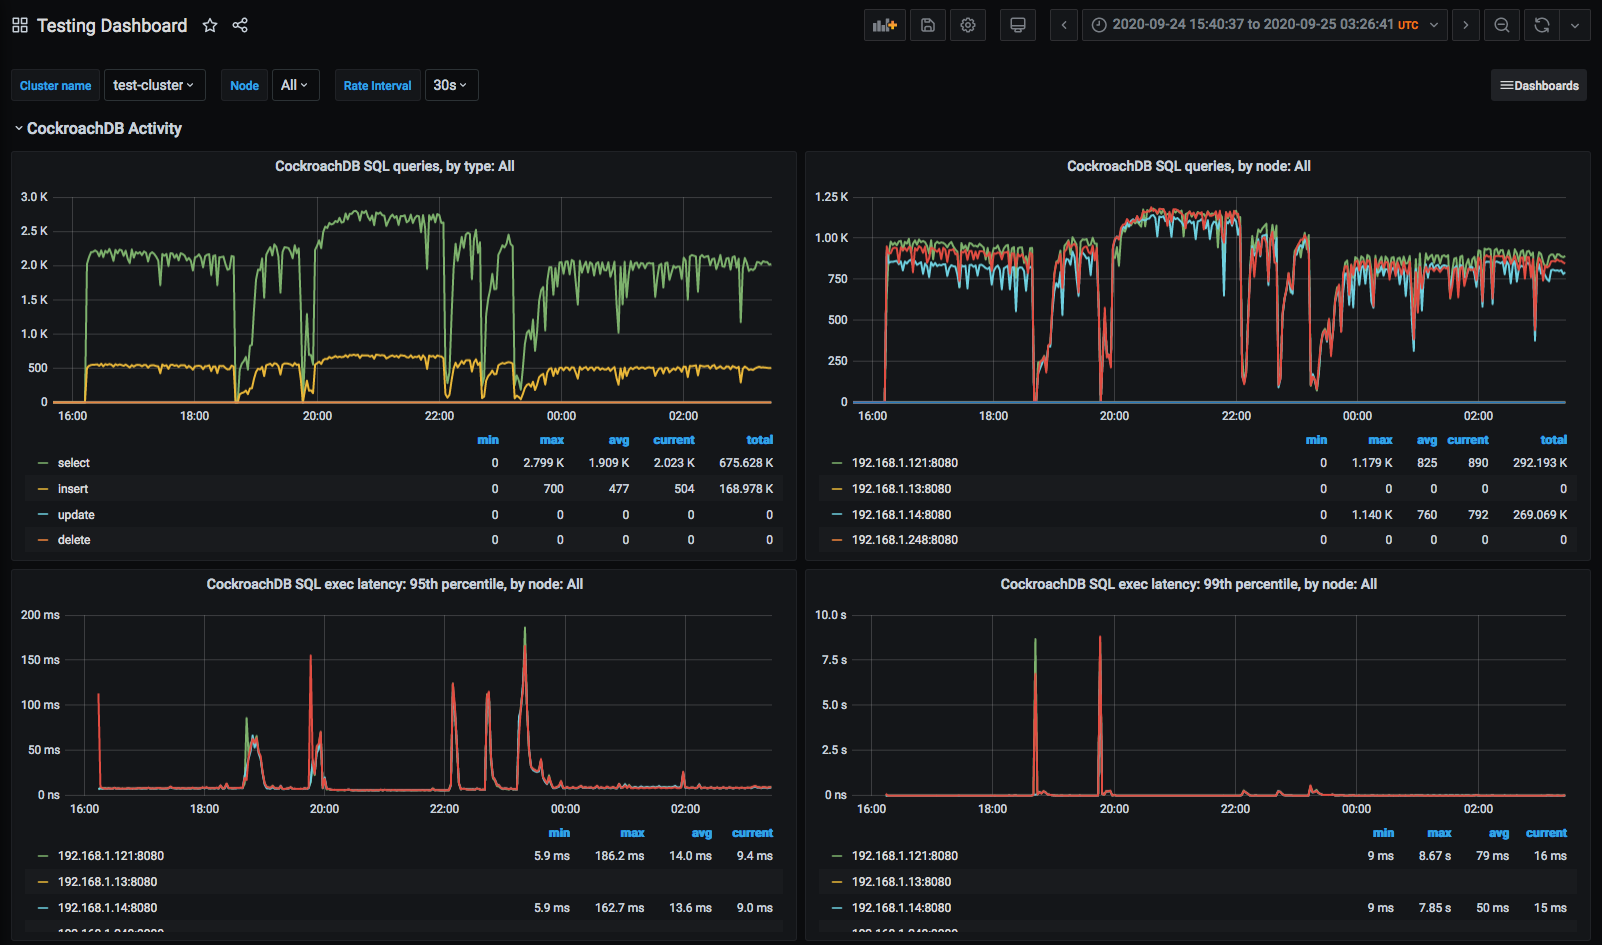 Testing Dashboard
2020-09-24 15:40:37 to 2020-09-25 03:26:41 UTC
Cluster name test-cluster Node All Rate Interval 30s Dashboards
CockroachDB Activity
CockroachDB SQL queries, by type: All
3.0 K
2.5 K
2.0 K
1.5 K
1.0 K
500
0
16:00 18:00 20:00 22:00 00:00 02:00
min max avg current total
select 0 2.799 K 1.909 K 2.023 K 675.628 K
insert 0 700 477 504 168.978 K
update 0 0 0 0 0
delete 0 0 0 0 0
CockroachDB SQL queries, by node: All
1.25 K
1.00 K
750
500
250
0
16:00 18:00 20:00 22:00 00:00 02:00
min max avg current total
192.168.1.121:8080 0 1.179 K 825 890 292.193 K
192.168.1.13:8080 0 0 0 0 0
192.168.1.14:8080 0 1.140 K 760 792 269.069 K
192.168.1.248:8080 0 0 0 0 0
CockroachDB SQL exec latency: 95th percentile, by node: All
200 ms
150 ms
100 ms
50 ms
0 ns
16:00 18:00 20:00 22:00 00:00 02:00
min max avg current
192.168.1.121:8080 5.9 ms 186.2 ms 14.0 ms 9.4 ms
192.168.1.13:8080
192.168.1.14:8080 5.9 ms 162.7 ms 13.6 ms 9.0 ms
CockroachDB SQL exec latency: 99th percentile, by node: All
10.0 s
7.5 s
5.0 s
2.5 s
0 ns
16:00 18:00 20:00 22:00 00:00 02:00
min max avg current
192.168.1.121:8080 9 ms 8.67 s 79 ms 16 ms
192.168.1.13:8080
192.168.1.14:8080 9 ms 7.85 s 50 ms 15 ms